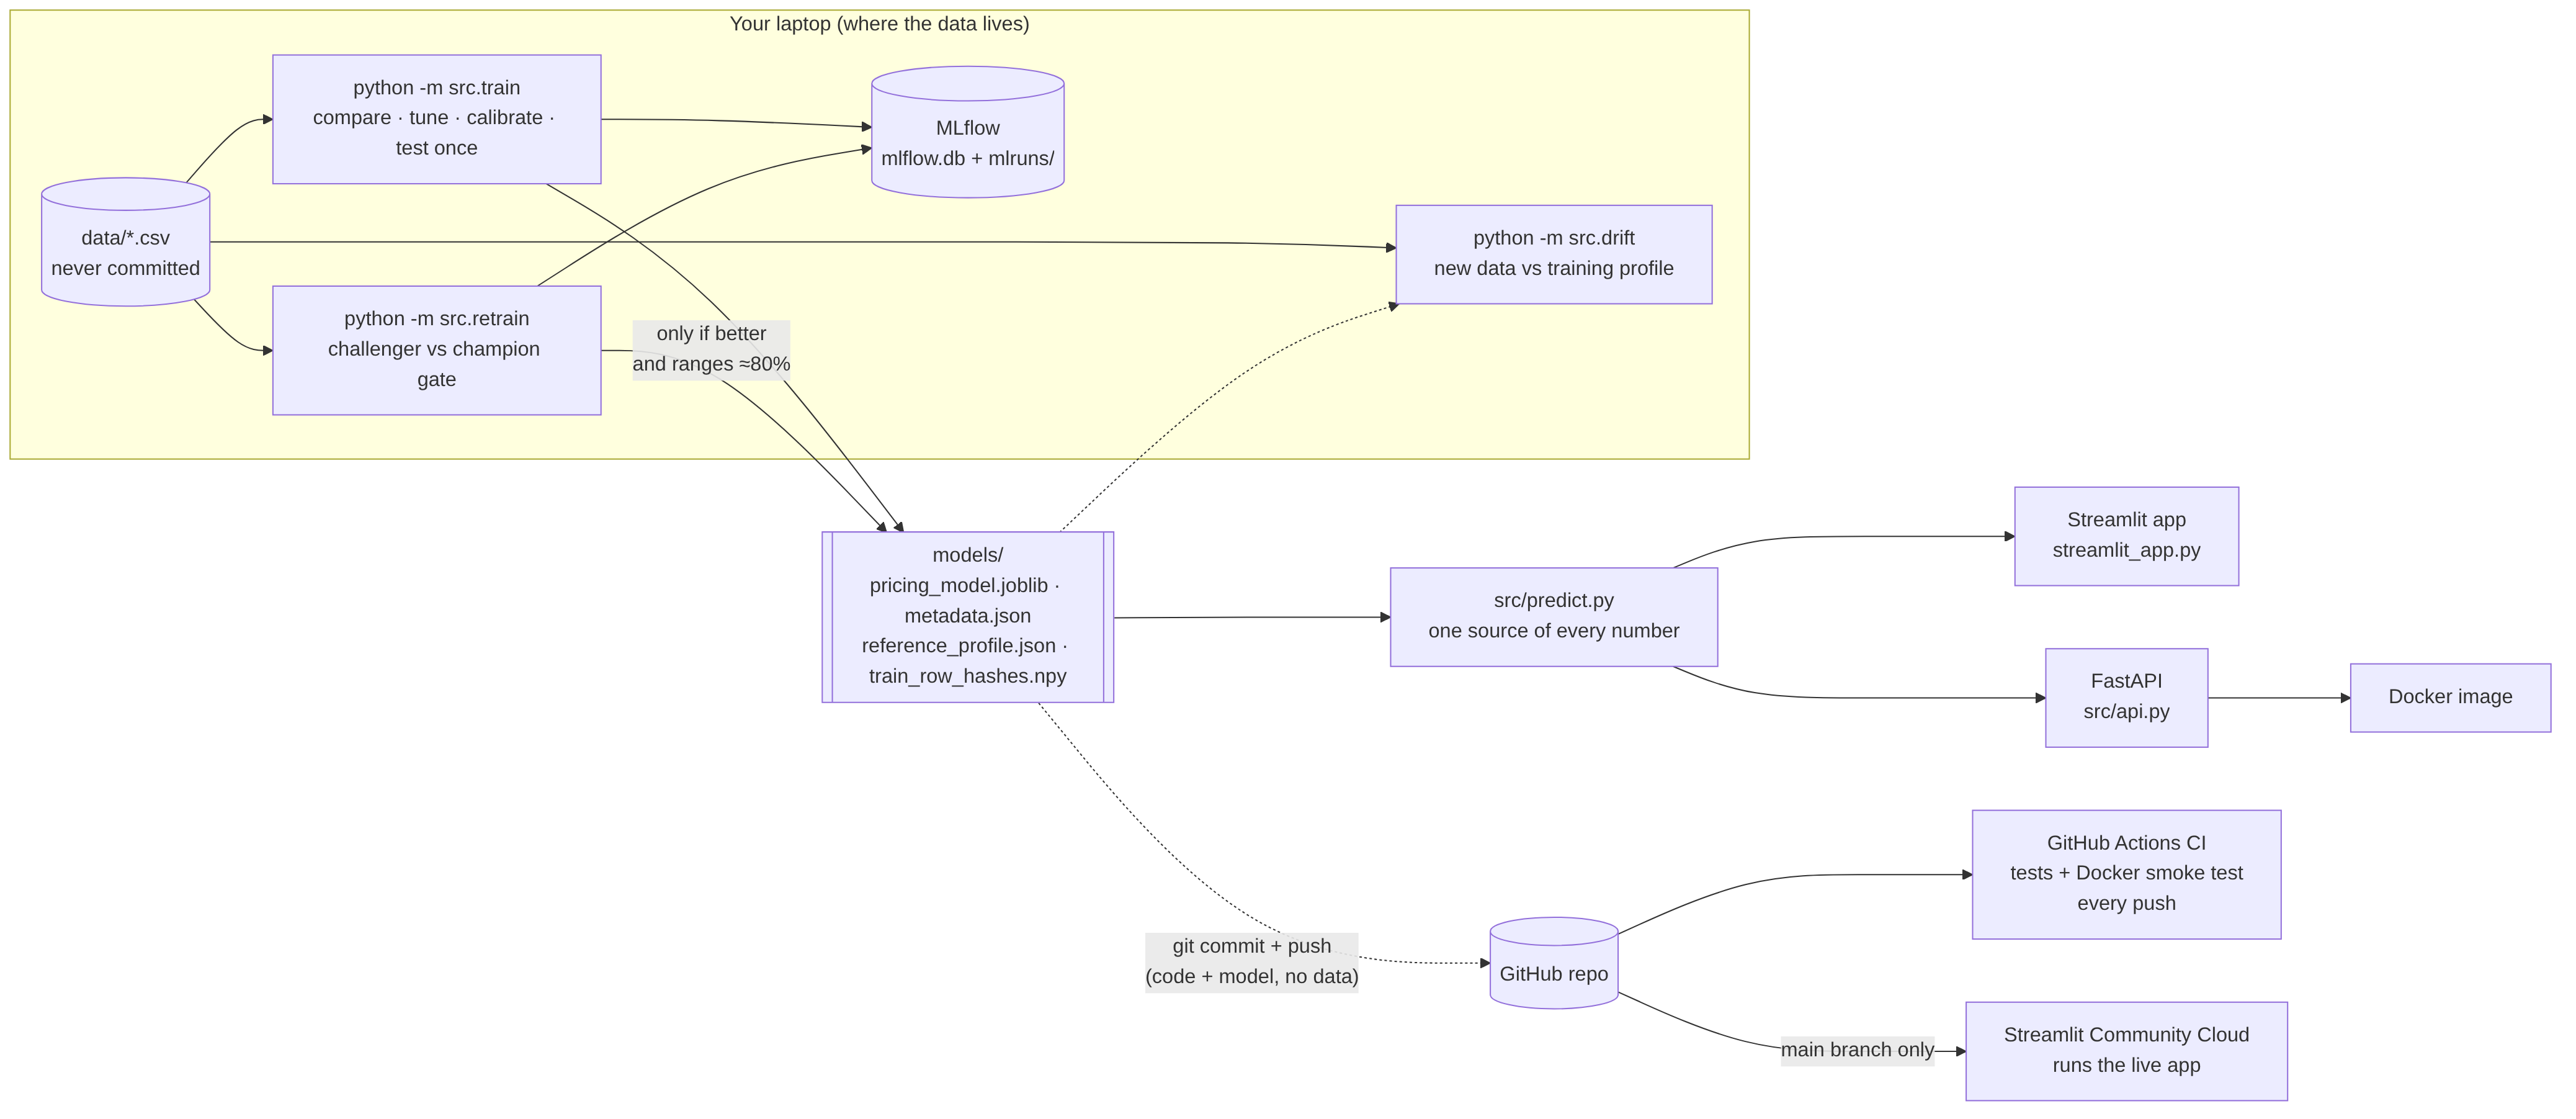 Your laptop (where the data lives)
python -m src.train
compare · tune · calibrate ·
test once
MLflow
mlflow.db + mlruns/
data/*.csv
never committed
python -m src.drift
new data vs training profile
python -m src.retrain
challenger vs champion
gate
only if better
and ranges ≈80%
models/
pricing_model.joblib ·
metadata.json
reference_profile.json ·
train_row_hashes.npy
src/predict.py
one source of every number
Streamlit app
streamlit_app.py
FastAPI
src/api.py
Docker image
git commit + push
(code + model, no data)
GitHub repo
GitHub Actions CI
tests + Docker smoke test
every push
main branch only
Streamlit Community Cloud
runs the live app